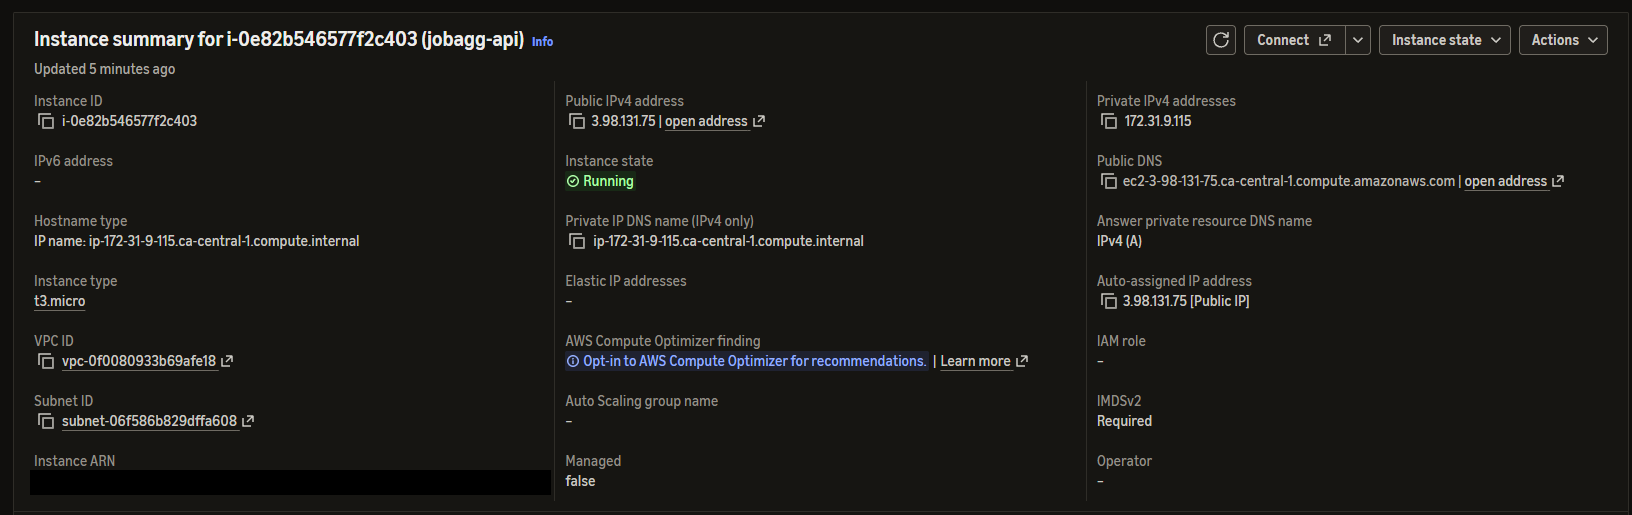 Instance summary for i-0e82b546577f2c403 (jobagg-api) Info
Connect
Instance state
Actions
Updated 5 minutes ago
Instance ID
i-0e82b546577f2c403
Public IPv4 address
3.98.131.75 | open address
Private IPv4 addresses
172.31.9.115
IPv6 address
–
Instance state
Running
Public DNS
ec2-3-98-131-75.ca-central-1.compute.amazonaws.com | open address
Hostname type
IP name: ip-172-31-9-115.ca-central-1.compute.internal
Private IP DNS name (IPv4 only)
ip-172-31-9-115.ca-central-1.compute.internal
Answer private resource DNS name
IPv4 (A)
Instance type
t3.micro
Elastic IP addresses
–
Auto-assigned IP address
3.98.131.75 [Public IP]
VPC ID
vpc-0f0080933b69afe18
AWS Compute Optimizer finding
Opt-in to AWS Compute Optimizer for recommendations. | Learn more
IAM role
–
Subnet ID
subnet-06f586b829dffa608
Auto Scaling group name
–
IMDSv2
Required
Instance ARN
Managed
false
Operator
–